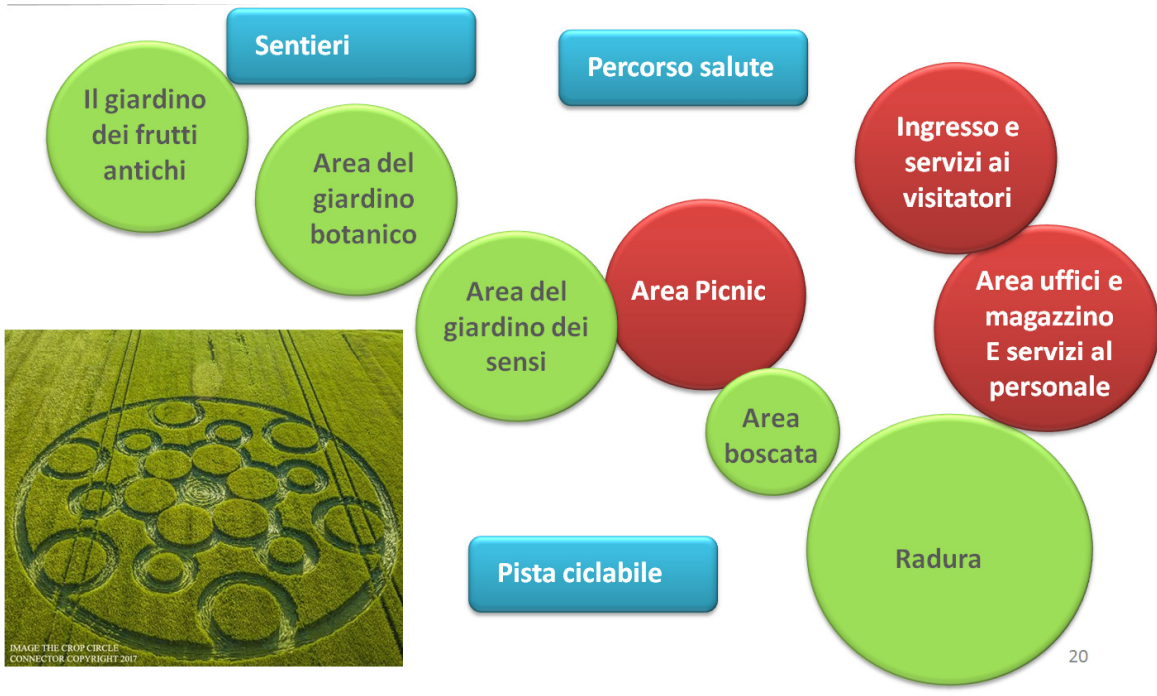 Sentieri
Percorso salute
Il giardino
dei frutti
antichi
Area del
giardino
botanico
Ingresso e
servizi ai
visitatori
Area del
giardino dei
sensi
Area Picnic
Area uffici e
magazzino
E servizi al
personale
Area
boscata
Pista ciclabile
Radura
IMAGE THE CROP CIRCLE
CONNECTOR COPYRIGHT 2017
20